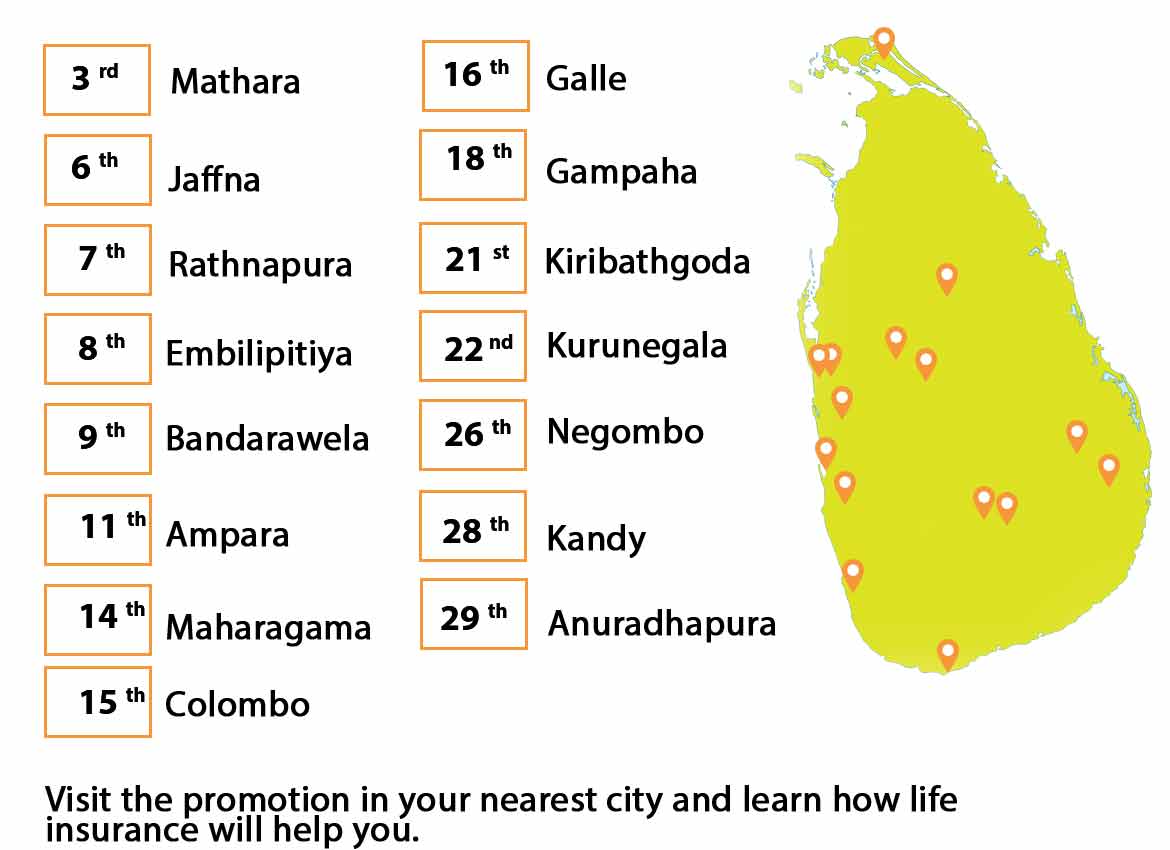 3 rd Mathara
6 th Jaffna
7 th Rathnapura
8 th Embilipitiya
9 th Bandarawela
11 th Ampara
14 th Maharagama
15 th Colombo
16 th Galle
18 th Gampaha
21 st Kiribathgoda
22 nd Kurunegala
26 th Negombo
28 th Kandy
29 th Anuradhapura
Visit the promotion in your nearest city and learn how life
insurance will help you.